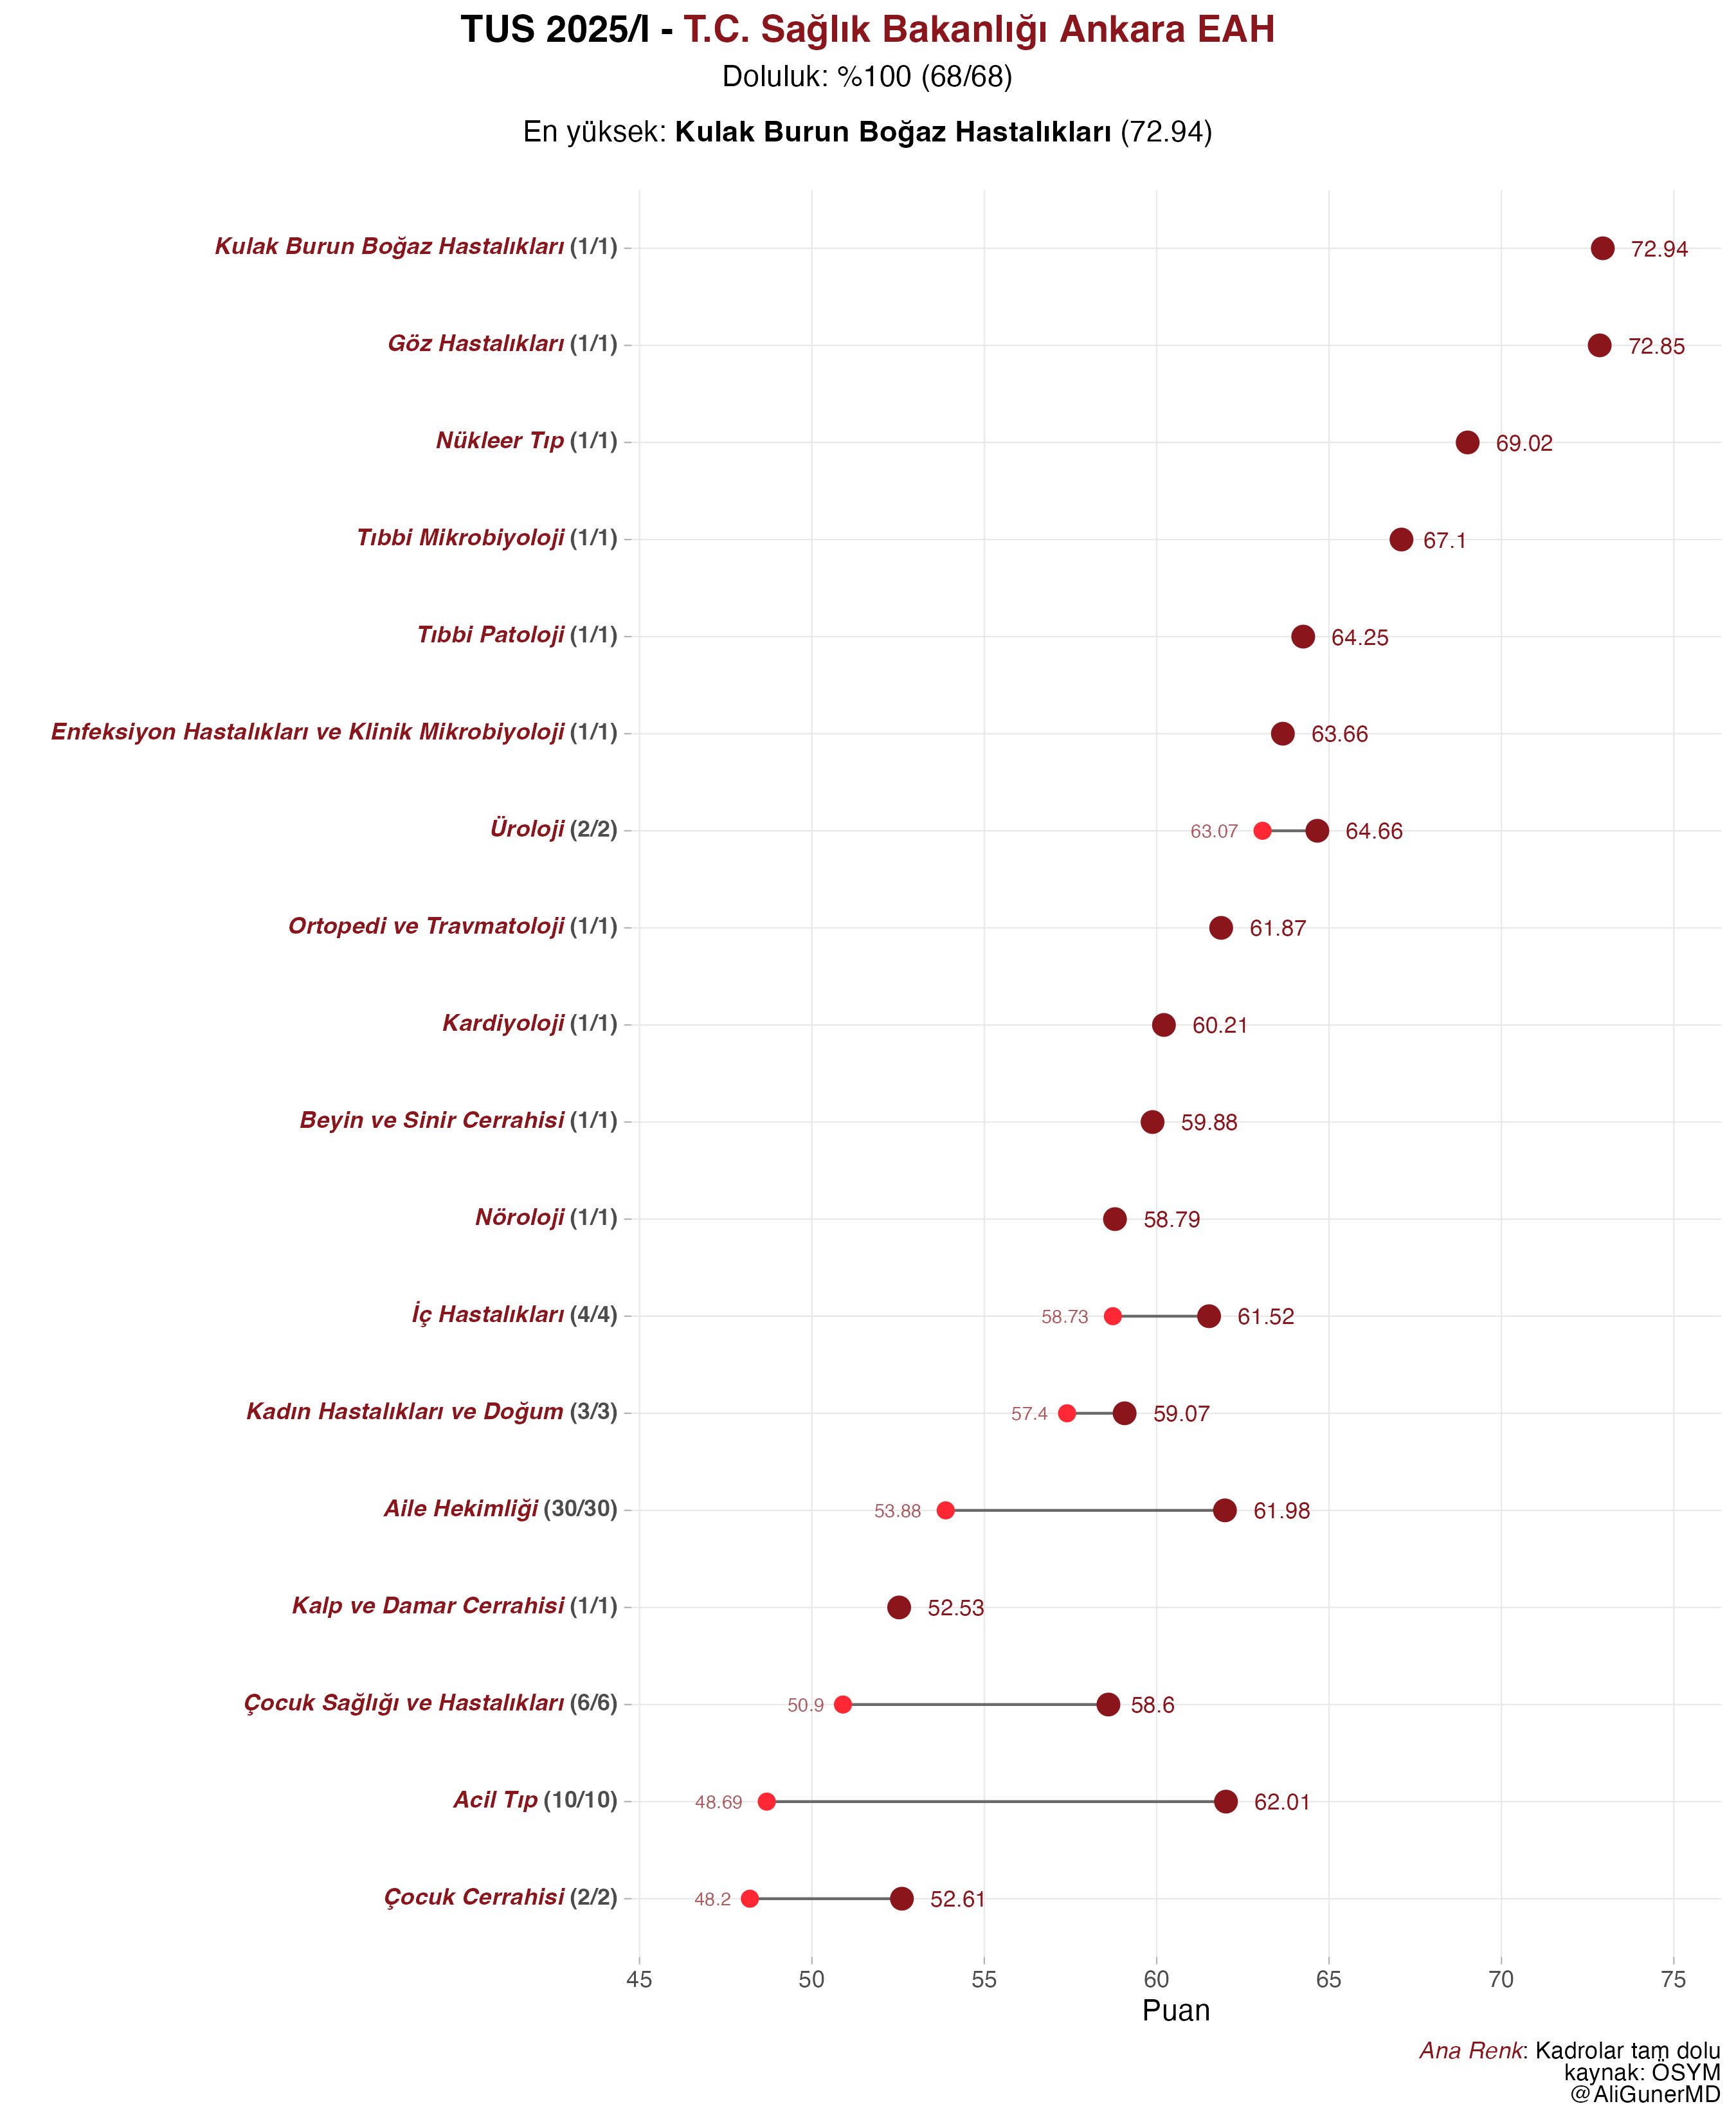 TUS 2025/I - T.C. Sağlık Bakanlığı Ankara EAH
Doluluk: %100 (68/68)
En yüksek: Kulak Burun Boğaz Hastalıkları (72.94)
Kulak Burun Boğaz Hastalıkları (1/1) 72.94
Göz Hastalıkları (1/1) 72.85
Nükleer Tıp (1/1) 69.02
Tıbbi Mikrobiyoloji (1/1) 67.1
Tıbbi Patoloji (1/1) 64.25
Enfeksiyon Hastalıkları ve Klinik Mikrobiyoloji (1/1) 63.66
Üroloji (2/2) 63.07 64.66
Ortopedi ve Travmatoloji (1/1) 61.87
Kardiyoloji (1/1) 60.21
Beyin ve Sinir Cerrahisi (1/1) 59.88
Nöroloji (1/1) 58.79
İç Hastalıkları (4/4) 58.73 61.52
Kadın Hastalıkları ve Doğum (3/3) 57.4 59.07
Aile Hekimliği (30/30) 53.88 61.98
Kalp ve Damar Cerrahisi (1/1) 52.53
Çocuk Sağlığı ve Hastalıkları (6/6) 50.9 58.6
Acil Tıp (10/10) 48.69 62.01
Çocuk Cerrahisi (2/2) 48.2 52.61
45 50 55 60 65 70 75
Puan
Ana Renk: Kadrolar tam dolu
kaynak: ÖSYM
@AliGunerMD